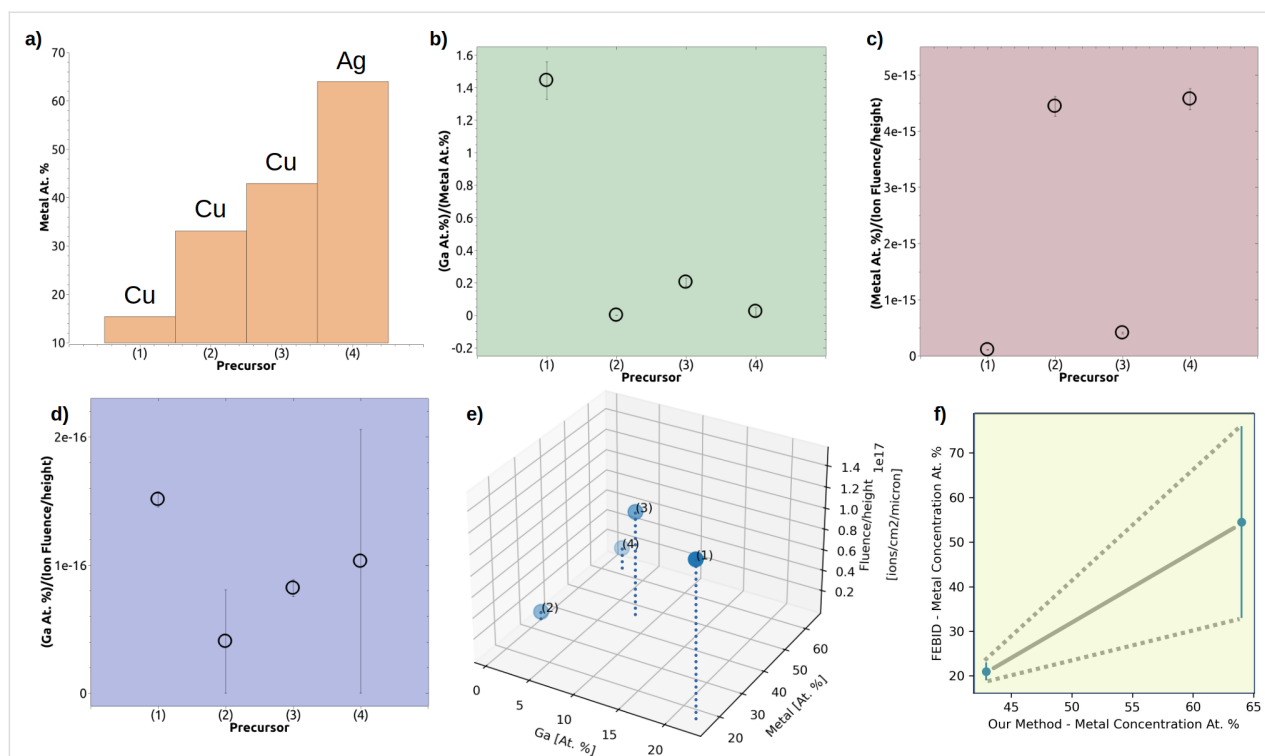 a)
70
60
50
40
30
20
10
Metal At. %
Cu
Cu
Cu
Ag
(1)
(2)
(3)
(4)
Precursor
b)
1.6
1.4
1.2
1
0.8
0.6
0.4
0.2
0
-0.2
(Ga At.%)/(Metal At.%)
(1)
(2)
(3)
(4)
Precursor
c)
5e-15
4e-15
3e-15
2e-15
1e-15
0
(Metal At. %)/(Ion Fluence/height)
(1)
(2)
(3)
(4)
Precursor
d)
2e-16
1e-16
0
(Ga At. %)/(Ion Fluence/height)
(1)
(2)
(3)
(4)
Precursor
e)
(3)
(4)
(1)
(2)
1.4
1.2
1.0
0.8
0.6
0.4
0.2
1e17
Fluence/height
[ions/cm2/micron]
0
5
10
15
20
Ga [At. %]
20
30
40
50
60
Metal [At. %]
f)
70
60
50
40
30
20
FEBID - Metal Concentration At. %
45
50
55
60
65
Our Method - Metal Concentration At. %